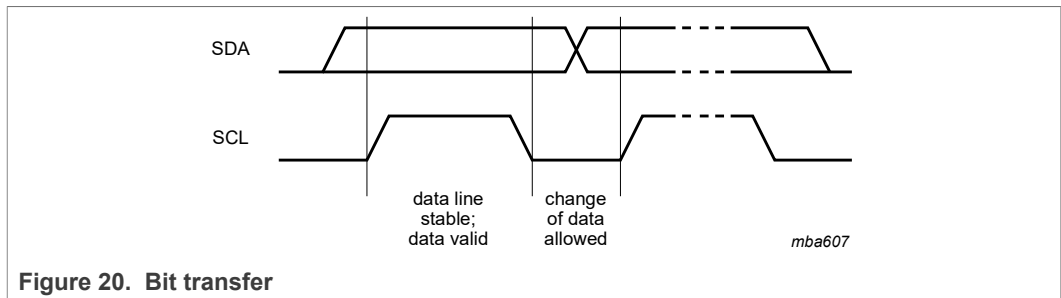 SDA
SCL
data line
stable;
data valid
change
of data
allowed
mba607
Figure 20. Bit transfer